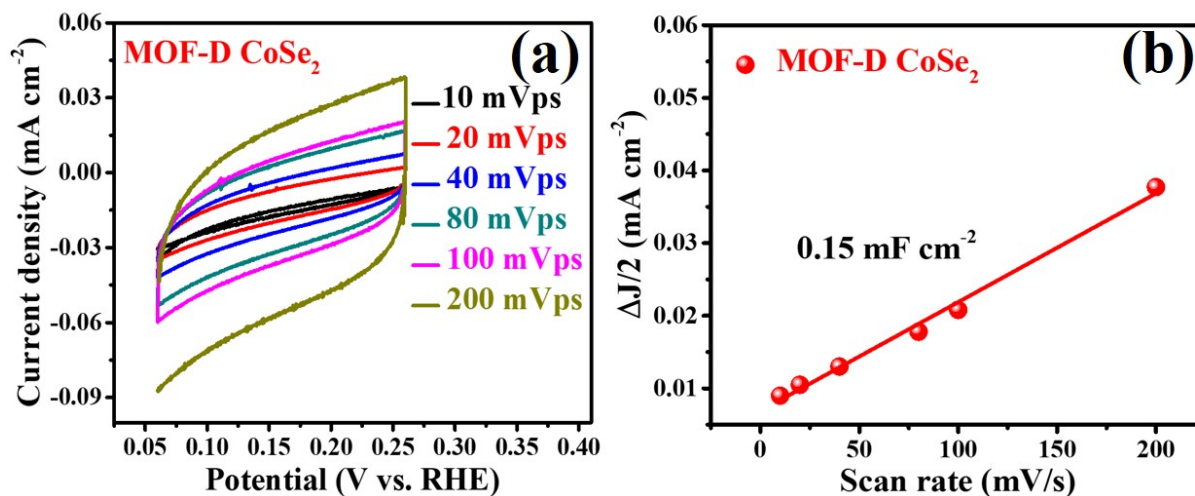 MOF-D CoSe₂
(a)
10 mVps
20 mVps
40 mVps
80 mVps
100 mVps
200 mVps
0.06
0.03
0.00
-0.03
-0.06
-0.09
Current density (mA cm⁻²)
0.05 0.10 0.15 0.20 0.25 0.30 0.35 0.40
Potential (V vs. RHE)
MOF-D CoSe₂
(b)
0.15 mF cm⁻²
0.06
0.05
0.04
0.03
0.02
0.01
ΔJ/2 (mA cm⁻²)
0 50 100 150 200
Scan rate (mV/s)